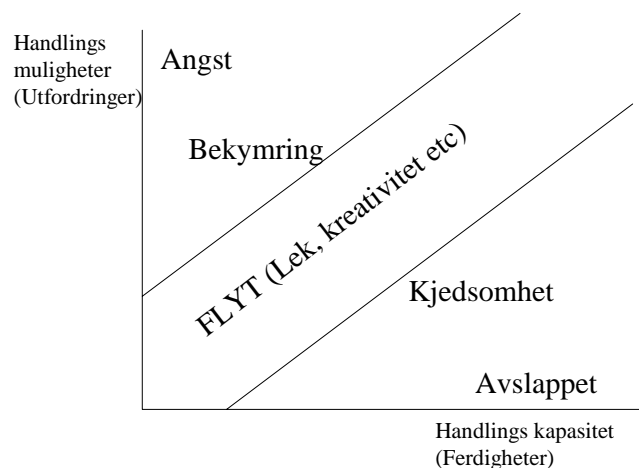 Handlings
muligheter
(Utfordringer)
Angst
Bekymring
FLYT (Lek, kreativitet etc)
Kjedsomhet
Avslappet
Handlings kapasitet
(Ferdigheter)